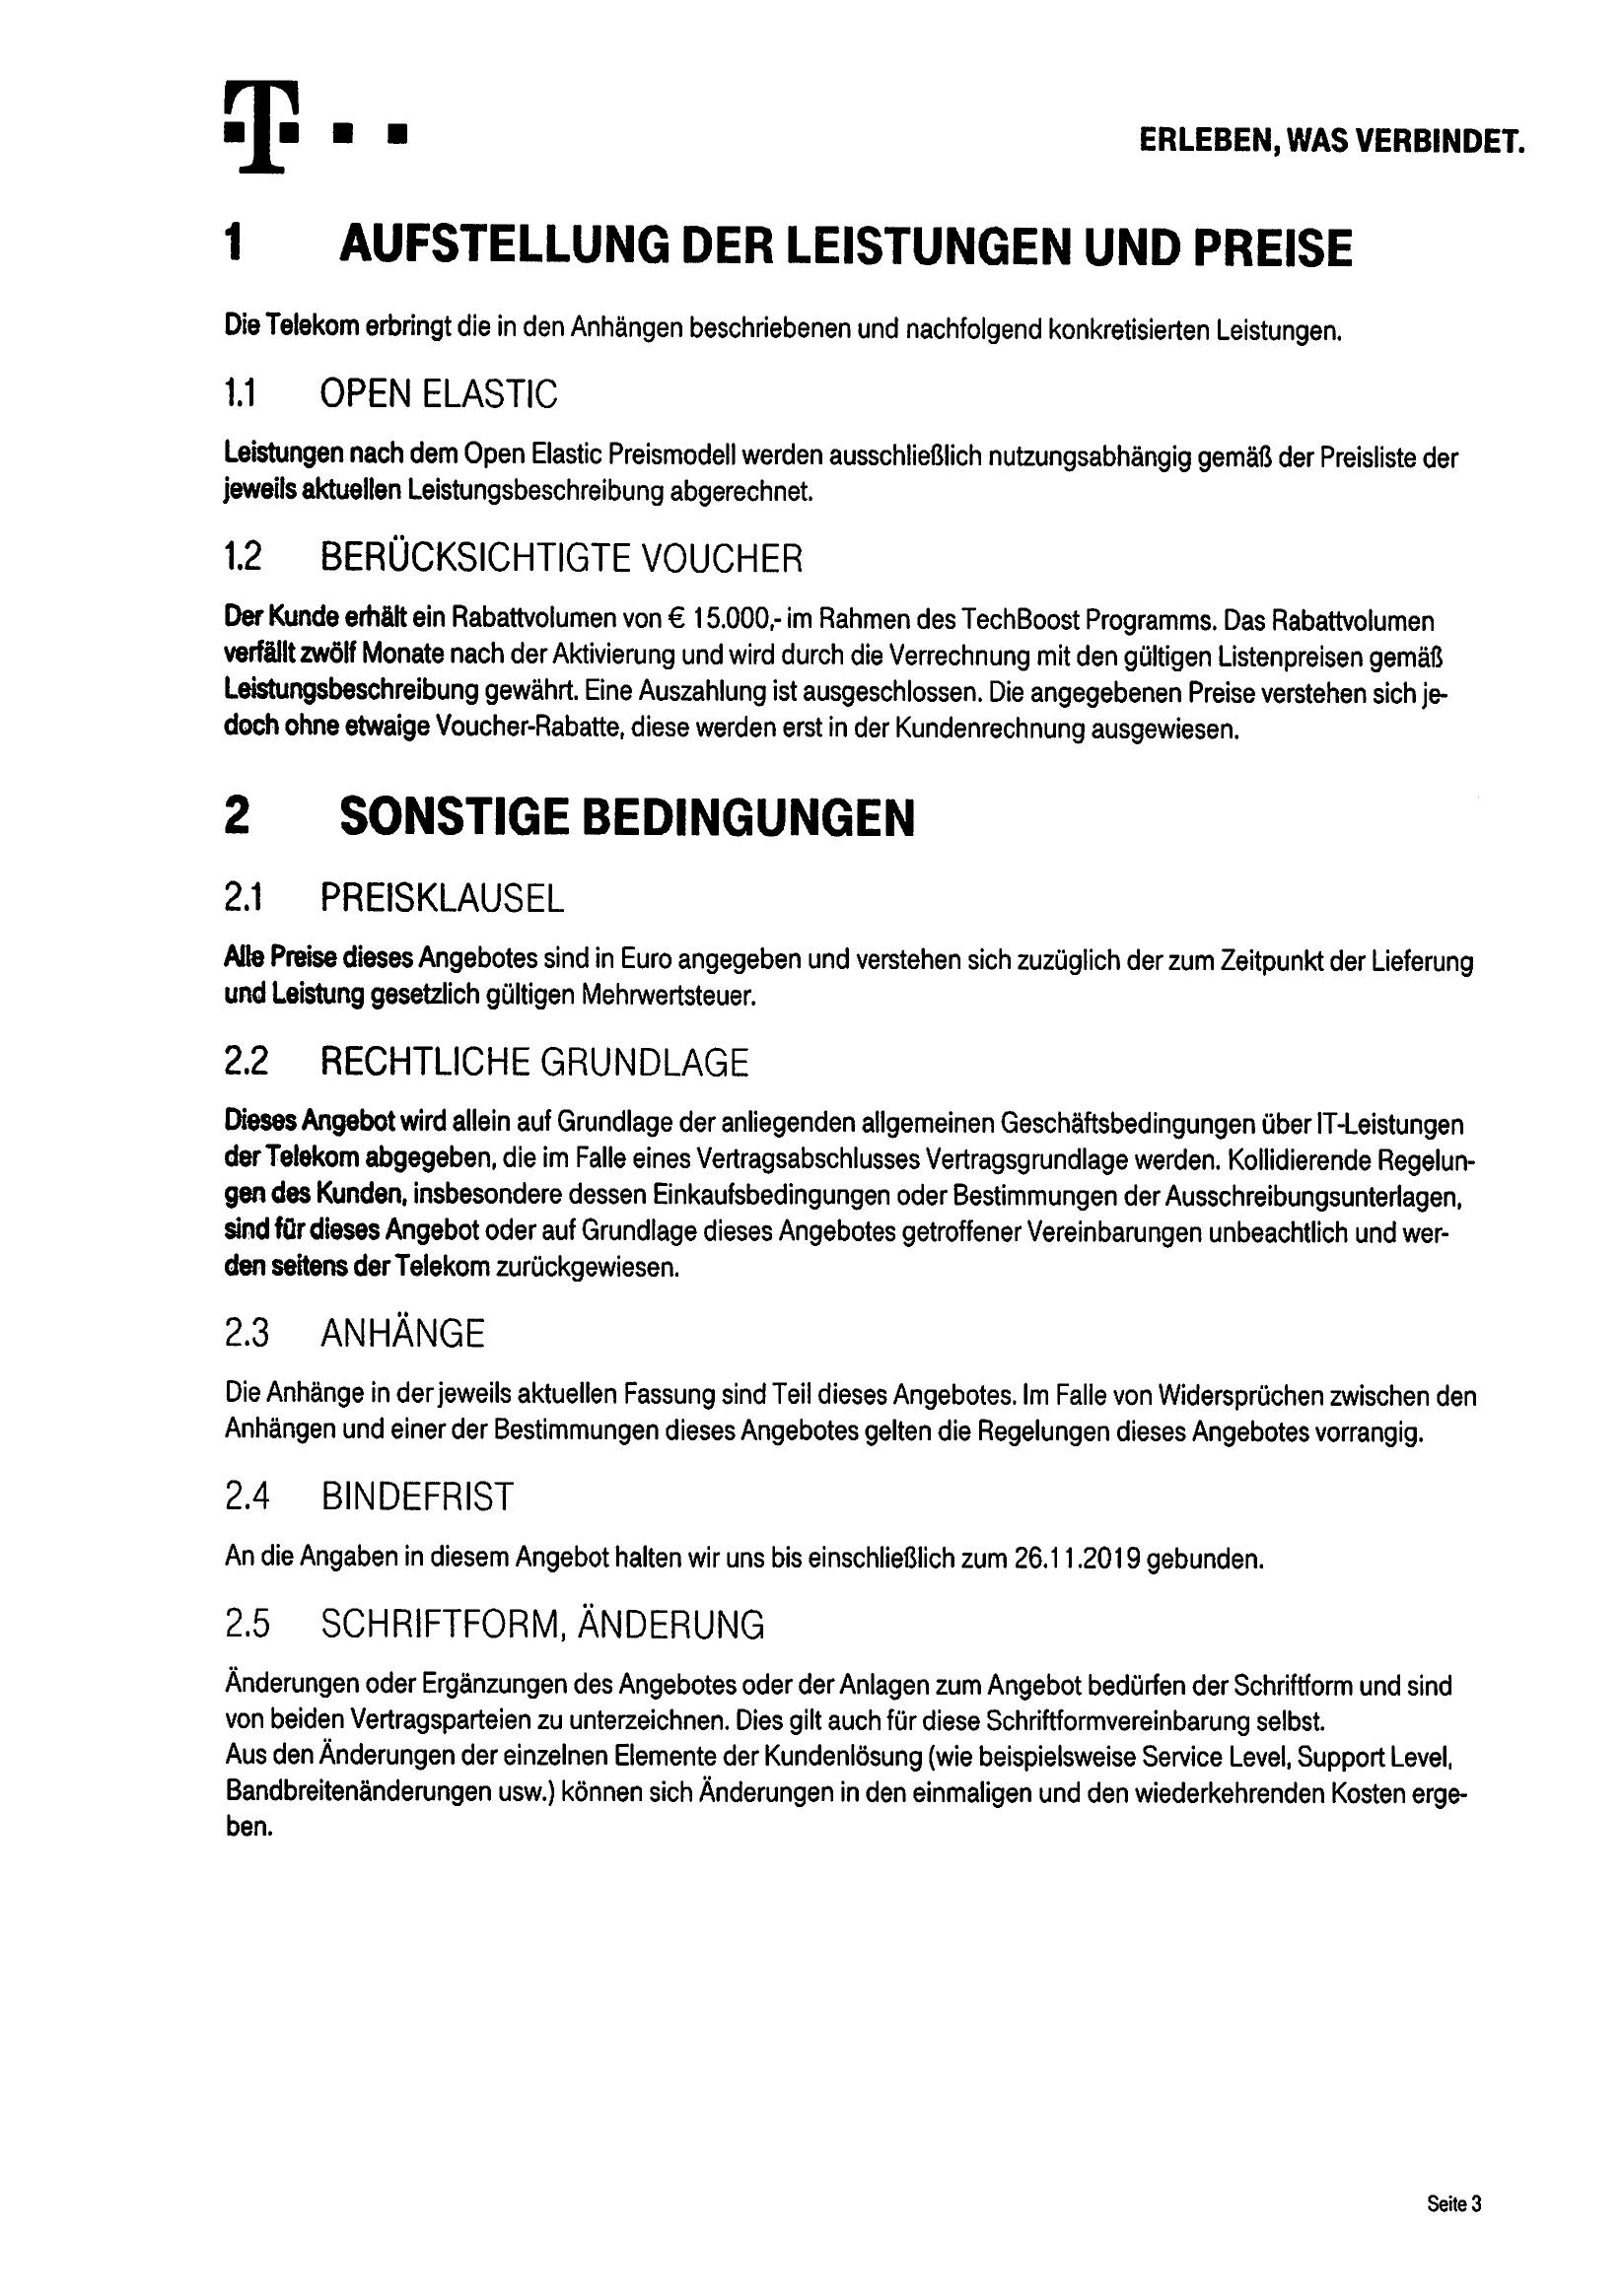 T
ERLEBEN, WAS VERBINDET.
1 AUFSTELLUNG DER LEISTUNGEN UND PREISE
Die Telekom erbringt die in den Anhängen beschriebenen und nachfolgend konkretisierten Leistungen.
1.1 OPEN ELASTIC
Leistungen nach dem Open Elastic Preismodell werden ausschließlich nutzungsabhängig gemäß der Preisliste der
jeweils aktuellen Leistungsbeschreibung abgerechnet.
1.2 BERÜCKSICHTIGTE VOUCHER
Der Kunde erhält ein Rabattvolumen von € 15.000,- im Rahmen des TechBoost Programms. Das Rabattvolumen
verfällt zwölf Monate nach der Aktivierung und wird durch die Verrechnung mit den gültigen Listenpreisen gemäß
Leistungsbeschreibung gewährt. Eine Auszahlung ist ausgeschlossen. Die angegebenen Preise verstehen sich je-
doch ohne etwaige Voucher-Rabatte, diese werden erst in der Kundenrechnung ausgewiesen.
2 SONSTIGE BEDINGUNGEN
2.1 PREISKLAUSEL
Alle Preise dieses Angebotes sind in Euro angegeben und verstehen sich zuzüglich der zum Zeitpunkt der Lieferung
und Leistung gesetzlich gültigen Mehrwertsteuer.
2.2 RECHTLICHE GRUNDLAGE
Dieses Angebot wird allein auf Grundlage der anliegenden allgemeinen Geschäftsbedingungen über IT-Leistungen
der Telekom abgegeben, die im Falle eines Vertragsabschlusses Vertragsgrundlage werden. Kollidierende Regelun-
gen des Kunden, insbesondere dessen Einkaufsbedingungen oder Bestimmungen der Ausschreibungsunterlagen,
sind für dieses Angebot oder auf Grundlage dieses Angebotes getroffener Vereinbarungen unbeachtlich und wer-
den seitens der Telekom zurückgewiesen.
2.3 ANHÄNGE
Die Anhänge in der jeweils aktuellen Fassung sind Teil dieses Angebotes. Im Falle von Widersprüchen zwischen den
Anhängen und einer der Bestimmungen dieses Angebotes gelten die Regelungen dieses Angebotes vorrangig.
2.4 BINDEFRIST
An die Angaben in diesem Angebot halten wir uns bis einschließlich zum 26.11.2019 gebunden.
2.5 SCHRIFTFORM, ÄNDERUNG
Änderungen oder Ergänzungen des Angebotes oder der Anlagen zum Angebot bedürfen der Schriftform und sind
von beiden Vertragsparteien zu unterzeichnen. Dies gilt auch für diese Schriftformvereinbarung selbst.
Aus den Änderungen der einzelnen Elemente der Kundenlösung (wie beispielsweise Service Level, Support Level,
Bandbreitenänderungen usw.) können sich Änderungen in den einmaligen und den wiederkehrenden Kosten erge-
ben.
Seite 3